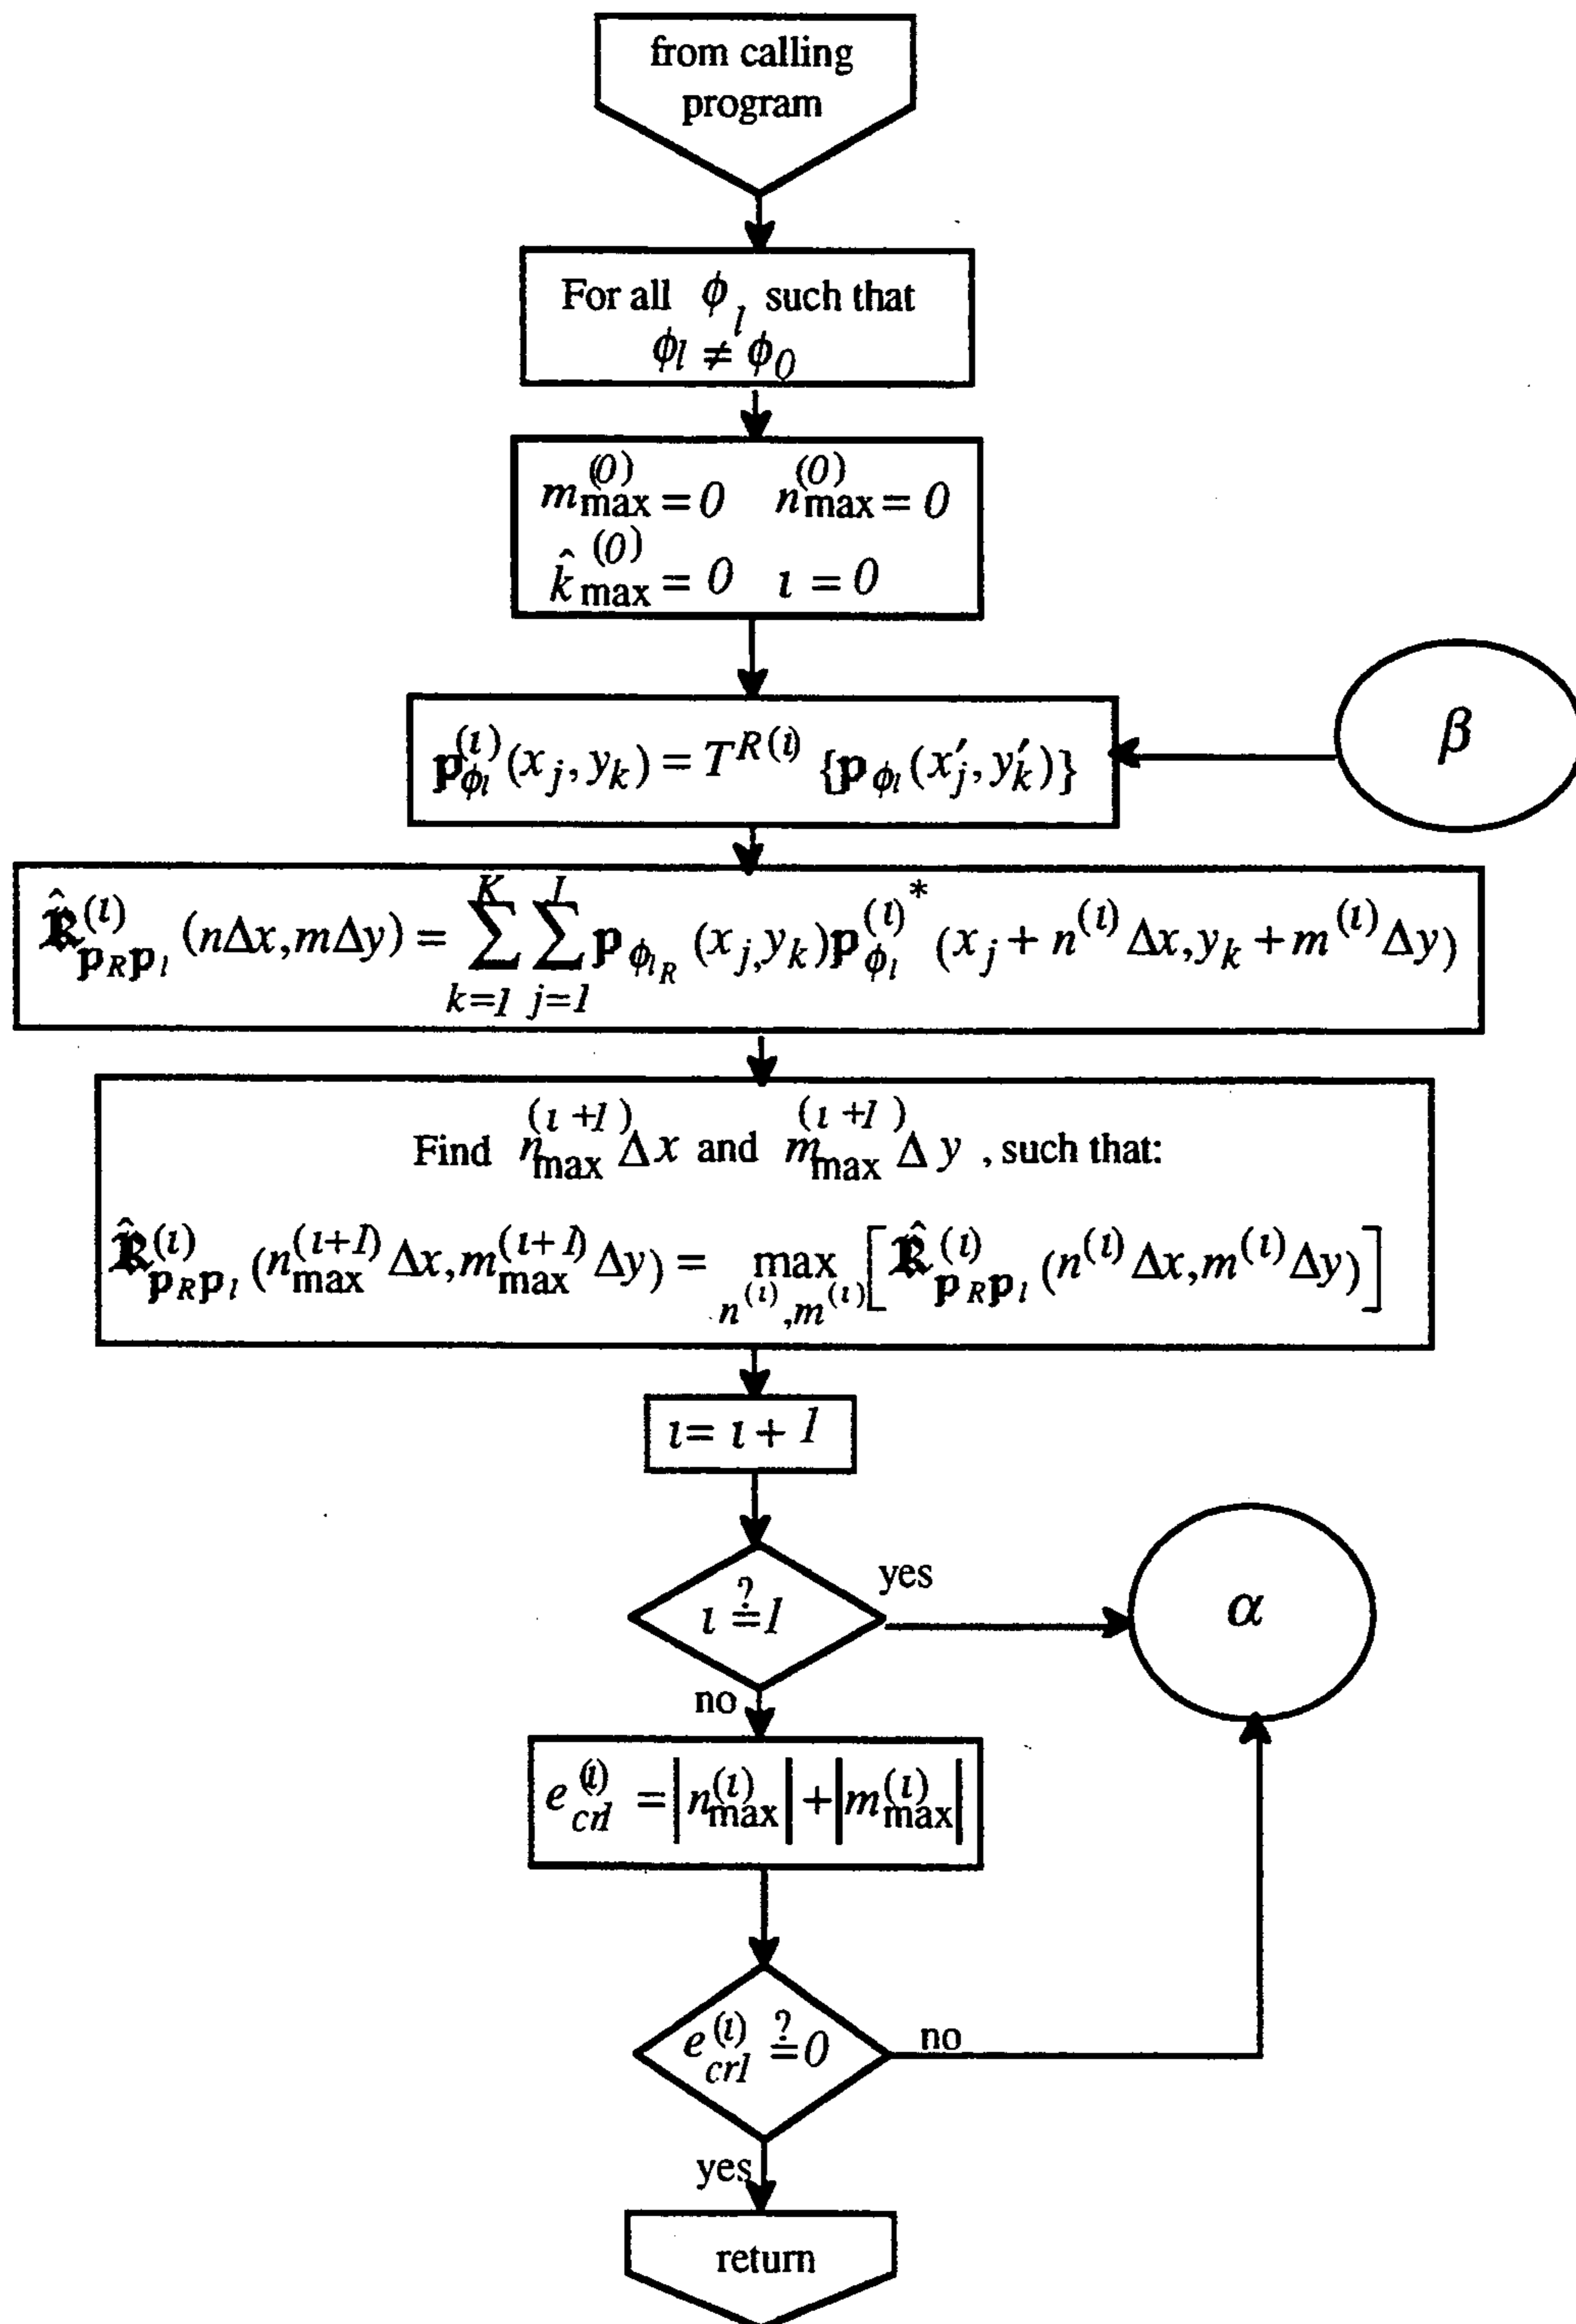 from calling
program
For all ϕ_l such that
ϕ_l ≠ ϕ_0
m_max^(0) = 0 n_max^(0) = 0
k̂_max^(0) = 0 ι = 0
p_ϕl^(ι)(x_j, y_k) = T^R(ι) {p_ϕl(x′_j, y′_k)}
β
ℜ̂_pRpl^(ι)(nΔx, mΔy) = ∑_{k=1}^{K} ∑_{j=1}^{J} p_ϕlR(x_j, y_k) p_ϕl^(ι)*(x_j + n^(ι)Δx, y_k + m^(ι)Δy)
Find n_max^(ι+1) Δx and m_max^(ι+1) Δy , such that:
ℜ̂_pRpl^(ι)(n_max^(ι+1)Δx, m_max^(ι+1)Δy) = max_{n^(ι), m^(ι)} [ℜ̂_pRpl^(ι)(n^(ι)Δx, m^(ι)Δy)]
ι = ι + 1
ι ≟ 1
yes
α
no
e_crl^(ι) = |n_max^(ι)| + |m_max^(ι)|
e_crl^(ι) ≟ 0
no
yes
return